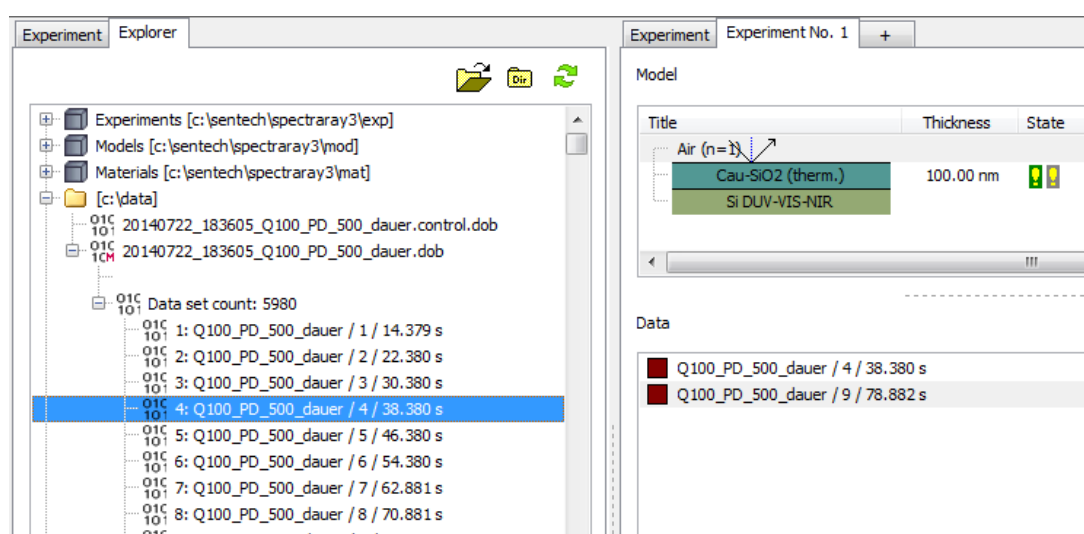 Experiment Explorer
Dir
Experiments [c:\sentech\spectraray3\exp]
Models [c:\sentech\spectraray3\mod]
Materials [c:\sentech\spectraray3\mat]
[c:\data]
20140722_183605_Q100_PD_500_dauer.control.dob
20140722_183605_Q100_PD_500_dauer.dob
Data set count: 5980
1: Q100_PD_500_dauer / 1 / 14.379 s
2: Q100_PD_500_dauer / 2 / 22.380 s
3: Q100_PD_500_dauer / 3 / 30.380 s
4: Q100_PD_500_dauer / 4 / 38.380 s
5: Q100_PD_500_dauer / 5 / 46.380 s
6: Q100_PD_500_dauer / 6 / 54.380 s
7: Q100_PD_500_dauer / 7 / 62.881 s
8: Q100_PD_500_dauer / 8 / 70.881 s
Experiment Experiment No. 1 +
Model
Title Thickness State
Air (n=1)
Cau-SiO2 (therm.) 100.00 nm
Si DUV-VIS-NIR
Data
Q100_PD_500_dauer / 4 / 38.380 s
Q100_PD_500_dauer / 9 / 78.882 s